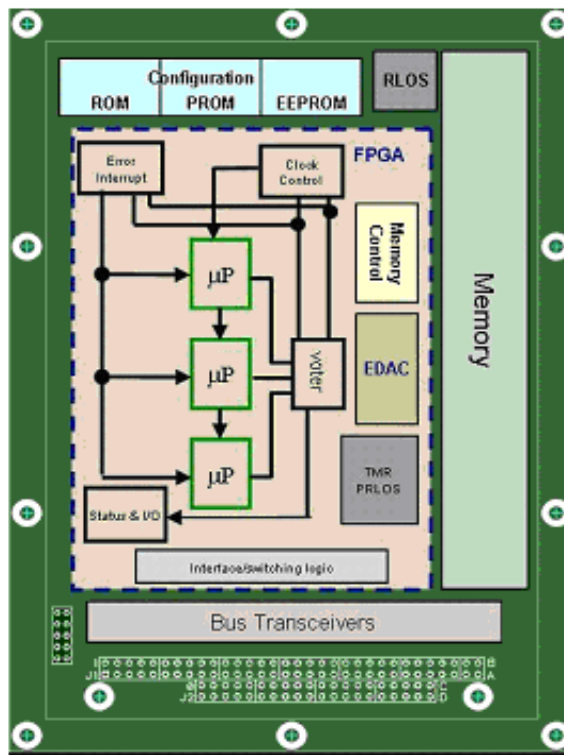 Configuration
ROM
PROM
EEPROM
RLOS
Error
Interrupt
Clock
Control
FPGA
Memory
Control
μP
μP
μP
voter
EDAC
TMR
PRLOS
Status & I/O
Interface/switching logic
Memory
Bus Transceivers
1
B
J1
A
J2
D